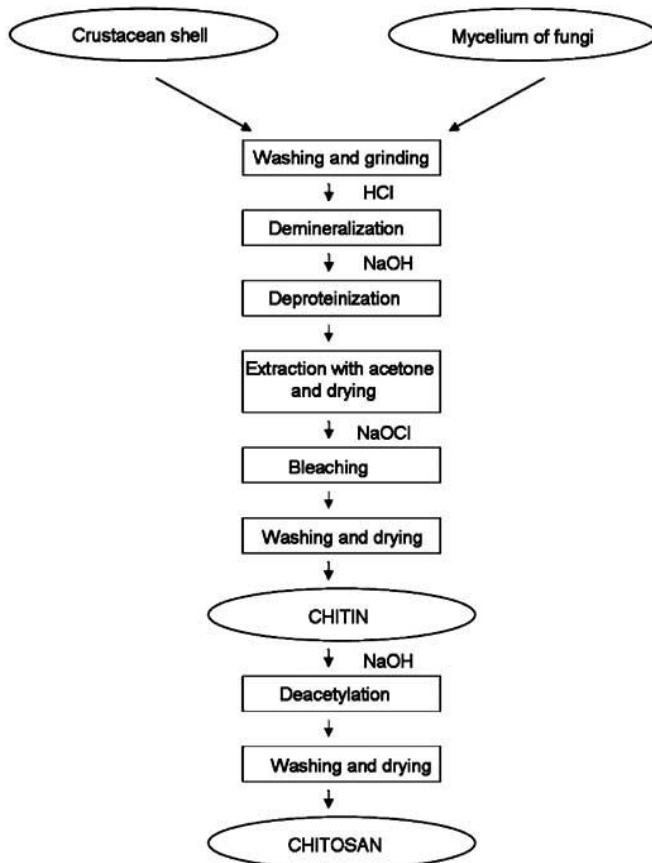 Crustacean shell
Mycelium of fungi
Washing and grinding
HCl
Demineralization
NaOH
Deproteinization
Extraction with acetone
and drying
NaOCl
Bleaching
Washing and drying
CHITIN
NaOH
Deacetylation
Washing and drying
CHITOSAN